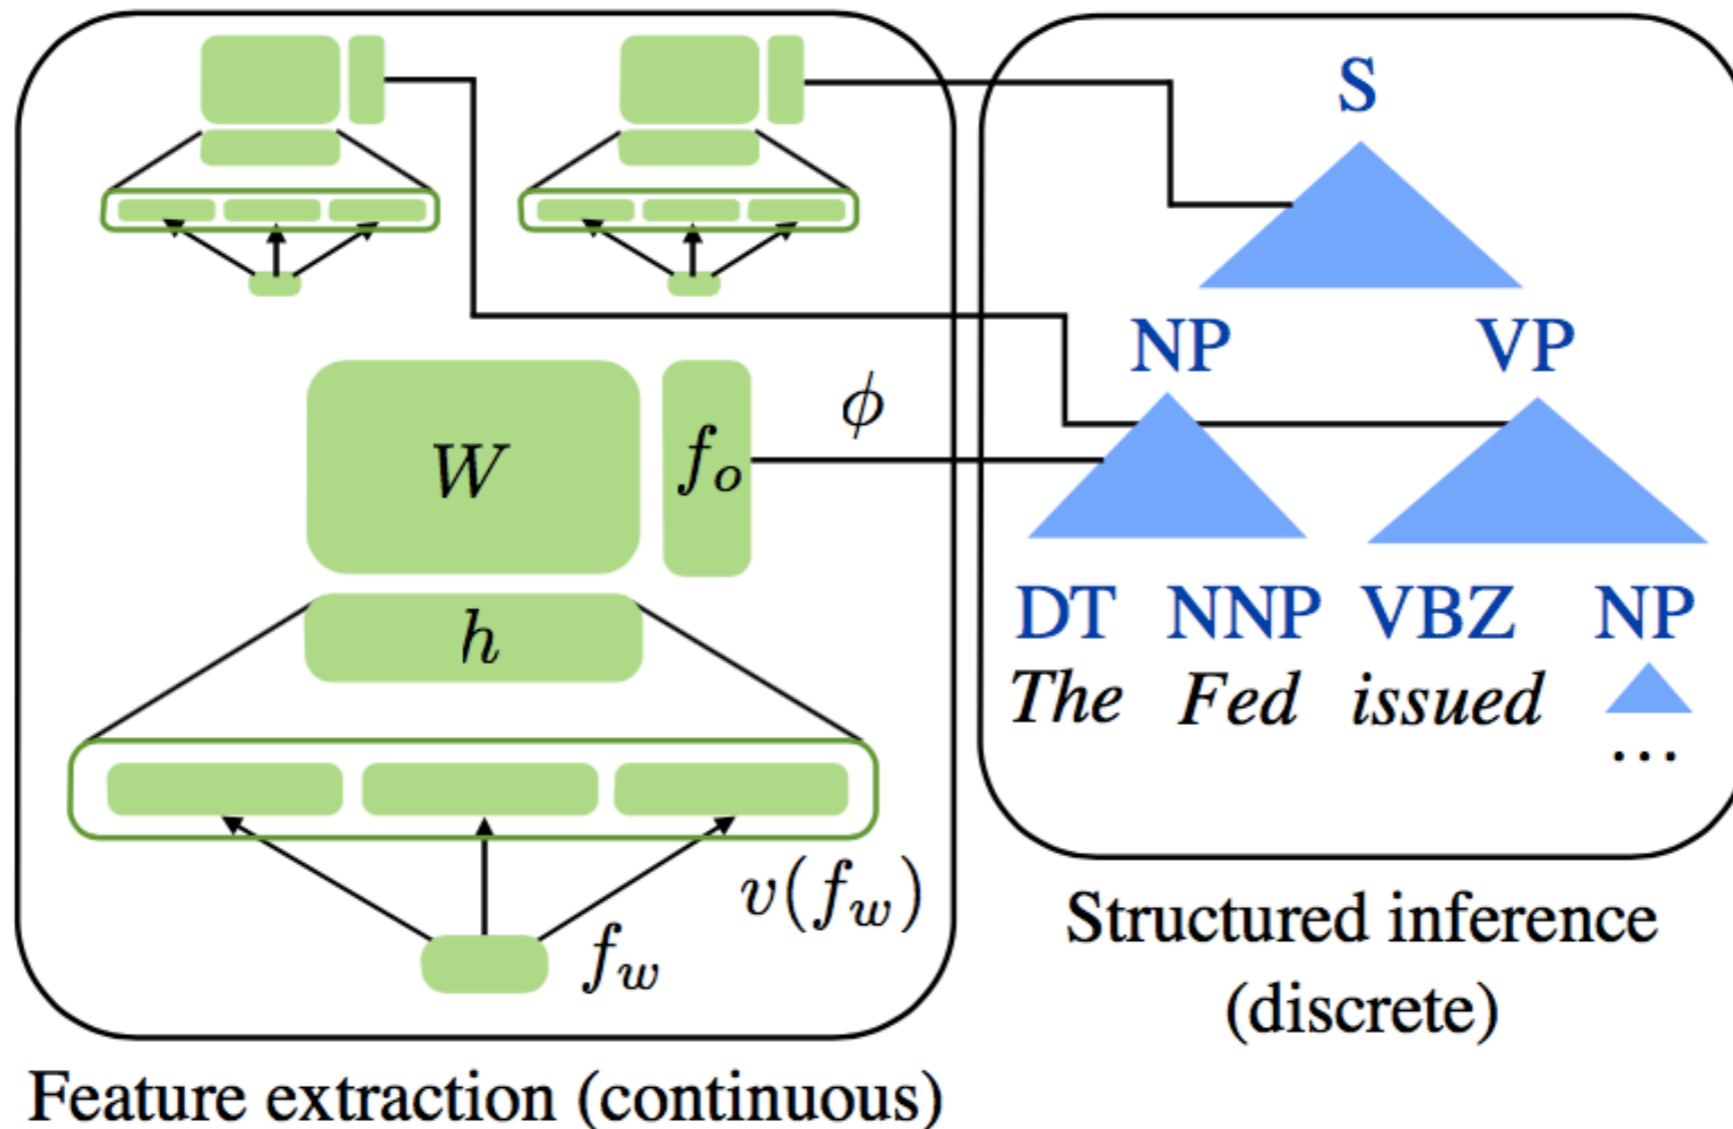 S
NP VP
ϕ
W
f_o
h
DT NNP VBZ NP
The Fed issued
...
v(f_w)
f_w
Structured inference
(discrete)
Feature extraction (continuous)